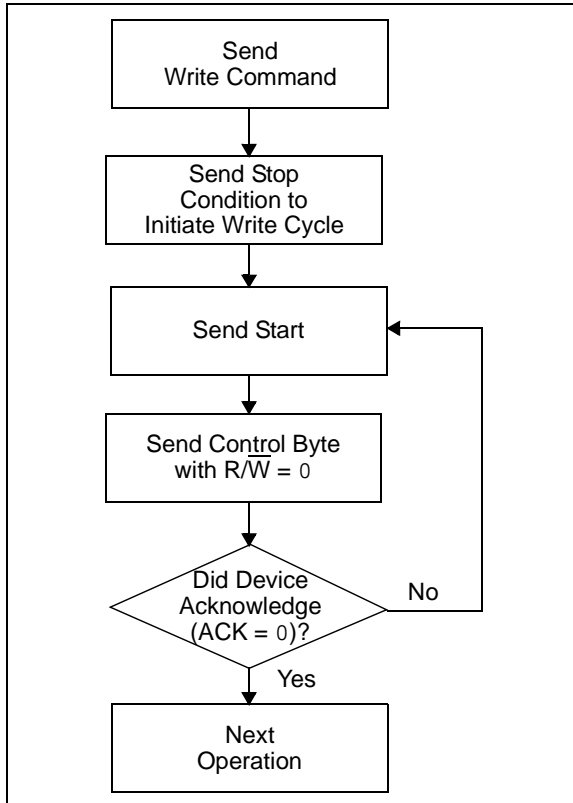 Send
Write Command
Send Stop
Condition to
Initiate Write Cycle
Send Start
Send Control Byte
with R/W̅ = 0
Did Device
Acknowledge
(ACK = 0)?
No
Yes
Next
Operation